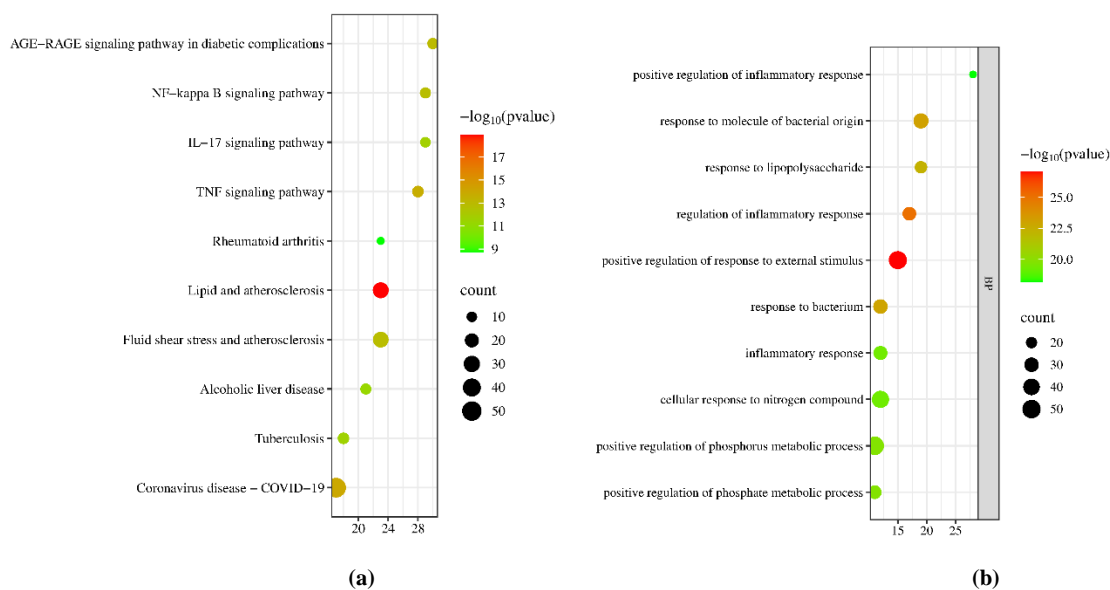 AGE−RAGE signaling pathway in diabetic complications
NF−kappa B signaling pathway
IL−17 signaling pathway
TNF signaling pathway
Rheumatoid arthritis
Lipid and atherosclerosis
Fluid shear stress and atherosclerosis
Alcoholic liver disease
Tuberculosis
Coronavirus disease − COVID−19
20 24 28
−log₁₀(pvalue)
17
15
13
11
9
count
10
20
30
40
50
(a)
positive regulation of inflammatory response
response to molecule of bacterial origin
response to lipopolysaccharide
regulation of inflammatory response
positive regulation of response to external stimulus
response to bacterium
inflammatory response
cellular response to nitrogen compound
positive regulation of phosphorus metabolic process
positive regulation of phosphate metabolic process
15 20 25
BP
−log₁₀(pvalue)
25.0
22.5
20.0
count
20
30
40
50
(b)